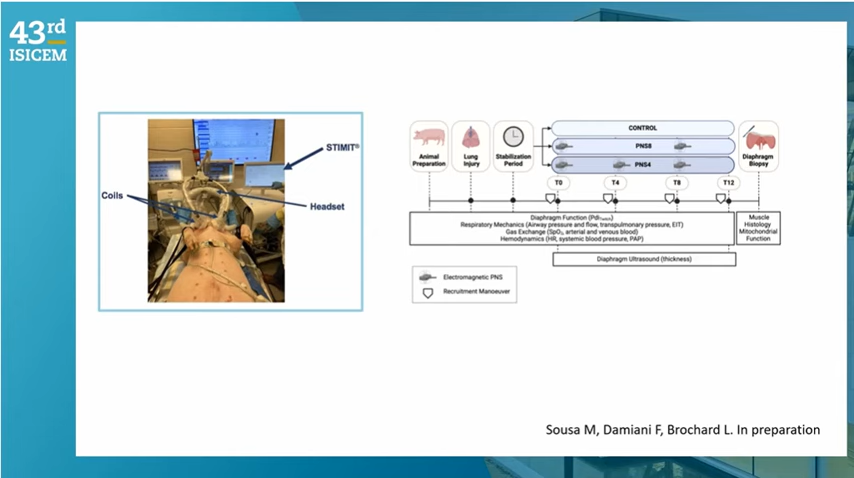 43rd
ISICEM
STIMIT®
Coils
Headset
Animal
Preparation
Lung
Injury
Stabilization
Period
CONTROL
PNS8
PNS4
Diaphragm
Biopsy
T0
T4
T8
T12
Diaphragm Function (PdiTwitch)
Respiratory Mechanics (Airway pressure and flow, transpulmonary pressure, EIT)
Gas Exchange (SpO2, arterial and venous blood)
Hemodynamics (HR, systemic blood pressure, PAP)
Muscle
Histology
Mitochondrial
Function
Diaphragm Ultrasound (thickness)
Electromagnetic PNS
Recruitment Manoeuver
Sousa M, Damiani F, Brochard L. In preparation